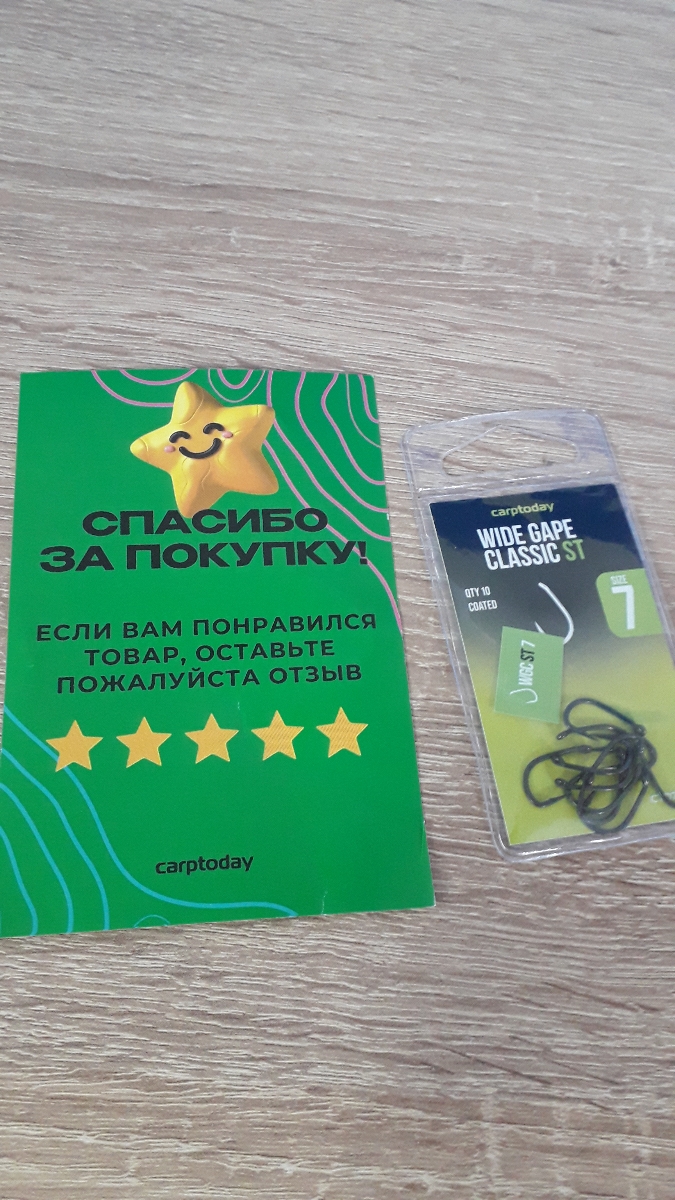 СПАСИБО
ЗА ПОКУПКУ!
ЕСЛИ ВАМ ПОНРАВИЛСЯ
ТОВАР, ОСТАВЬТЕ
ПОЖАЛУЙСТА ОТЗЫВ
carptoday
carptoday
WIDE GAPE
CLASSIC ST
QTY 10
COATED
SIZE
7
WGC ST 7